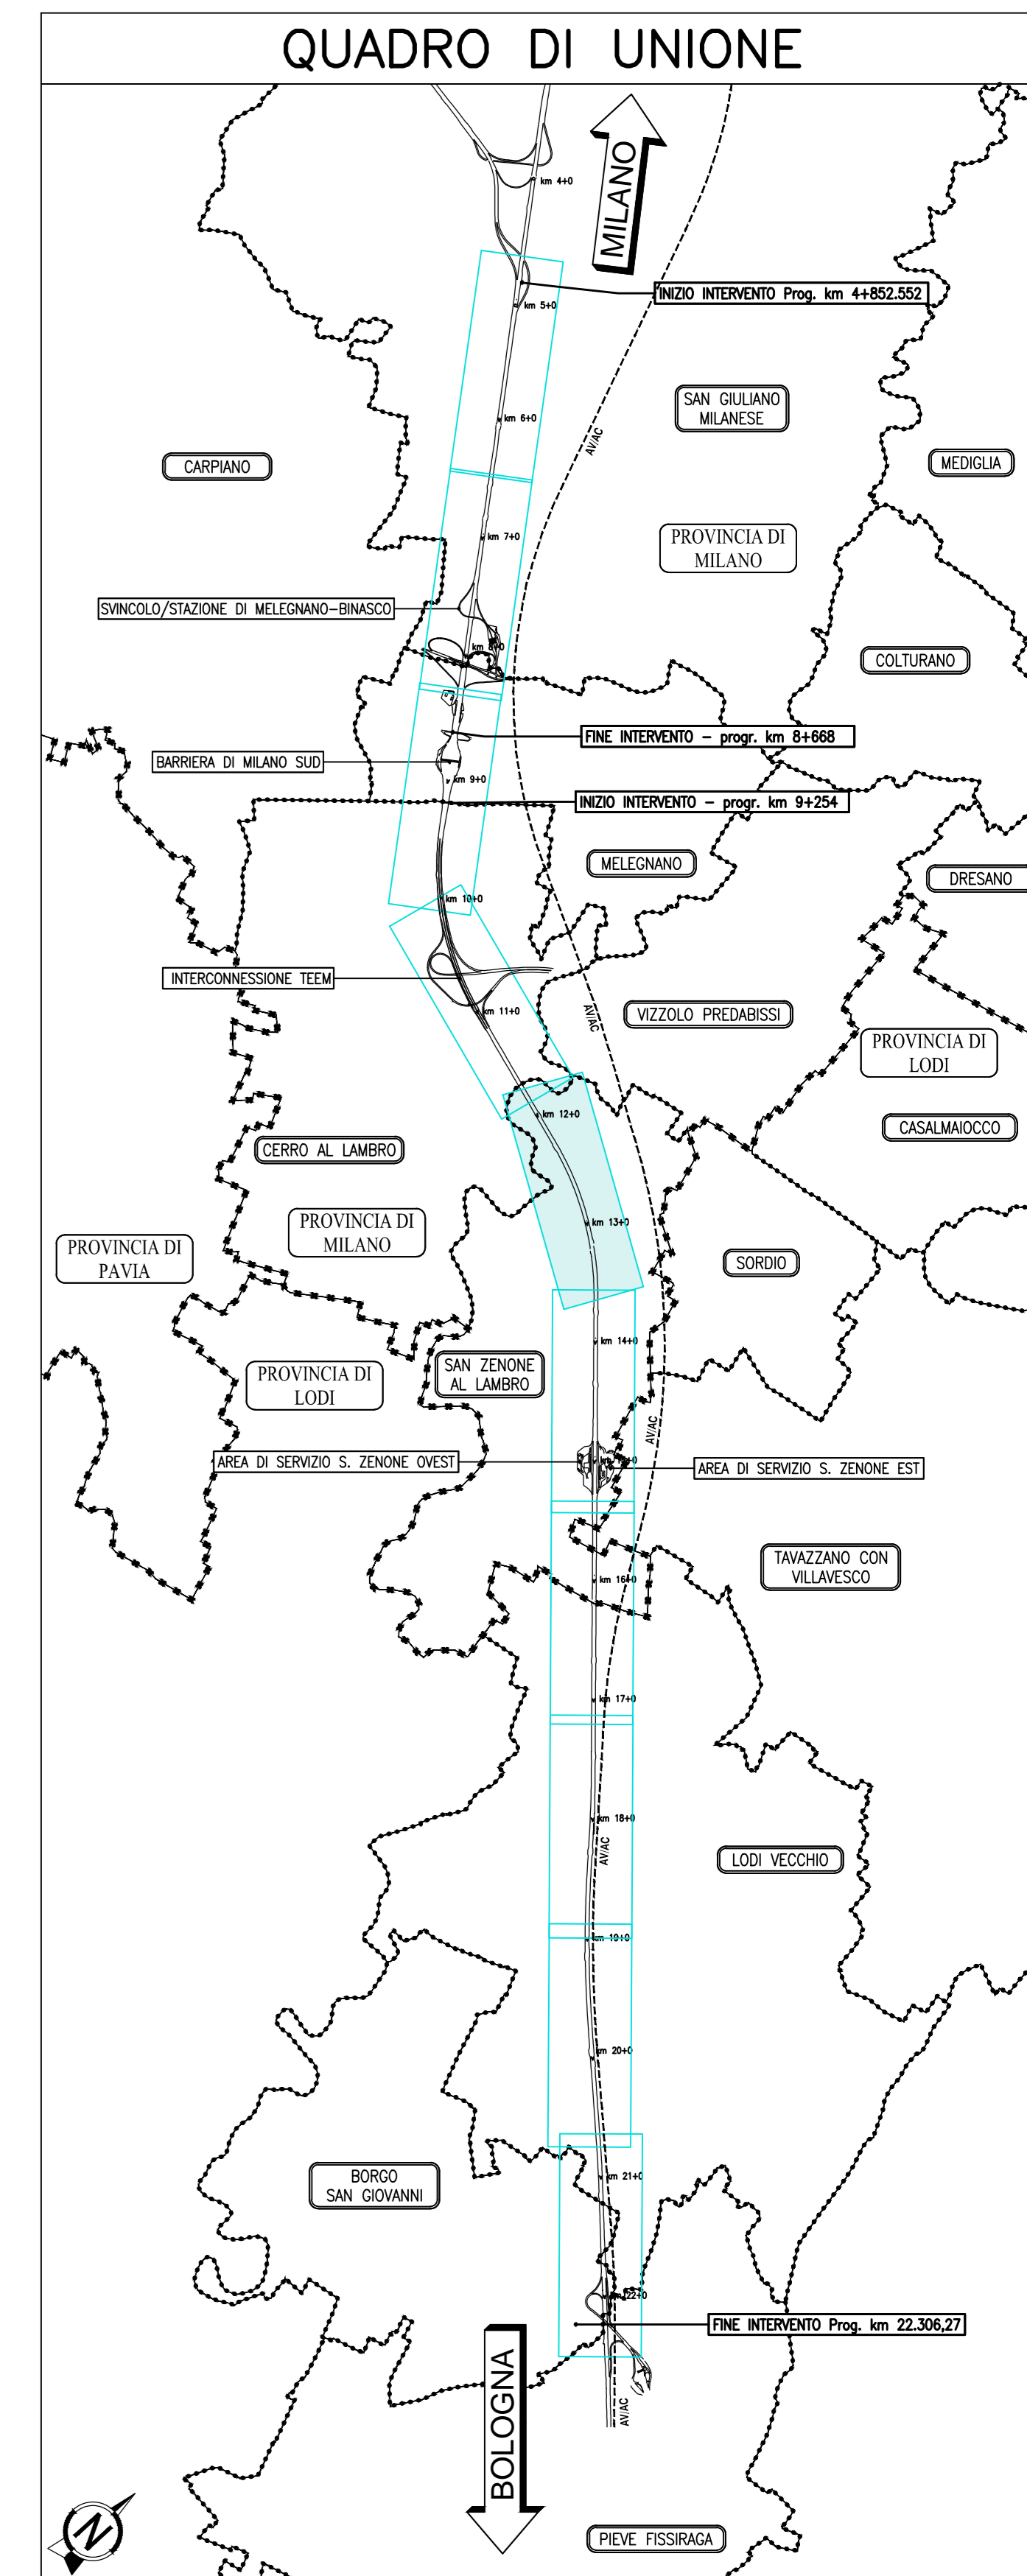 QUADRO DI UNIONE
MILANO
km 4+0
INIZIO INTERVENTO Prog. km 4+852.552
km 5+0
SAN GIULIANO
MILANESE
km 6+0
AV/AC
CARPIANO
MEDIGLIA
km 7+0
PROVINCIA DI
MILANO
SVINCOLO/STAZIONE DI MELEGNANO-BINASCO
km 8+0
COLTURANO
FINE INTERVENTO - progr. km 8+668
BARRIERA DI MILANO SUD
km 9+0
INIZIO INTERVENTO - progr. km 9+254
MELEGNANO
DRESANO
km 10+0
INTERCONNESSIONE TEEM
km 11+0
AV/AC
VIZZOLO PREDABISSI
PROVINCIA DI
LODI
km 12+0
CASALMAIOCCO
CERRO AL LAMBRO
PROVINCIA DI
MILANO
km 13+0
PROVINCIA DI
PAVIA
SORDIO
km 14+0
SAN ZENONE
AL LAMBRO
PROVINCIA DI
LODI
AV/AC
AREA DI SERVIZIO S. ZENONE OVEST
AREA DI SERVIZIO S. ZENONE EST
TAVAZZANO CON
VILLAVESCO
km 16+0
km 17+0
km 18+0
AV/AC
LODI VECCHIO
km 19+0
km 20+0
km 21+0
BORGO
SAN GIOVANNI
km 22+0
FINE INTERVENTO Prog. km 22.306,27
BOLOGNA
AV/AC
N
PIEVE FISSIRAGA